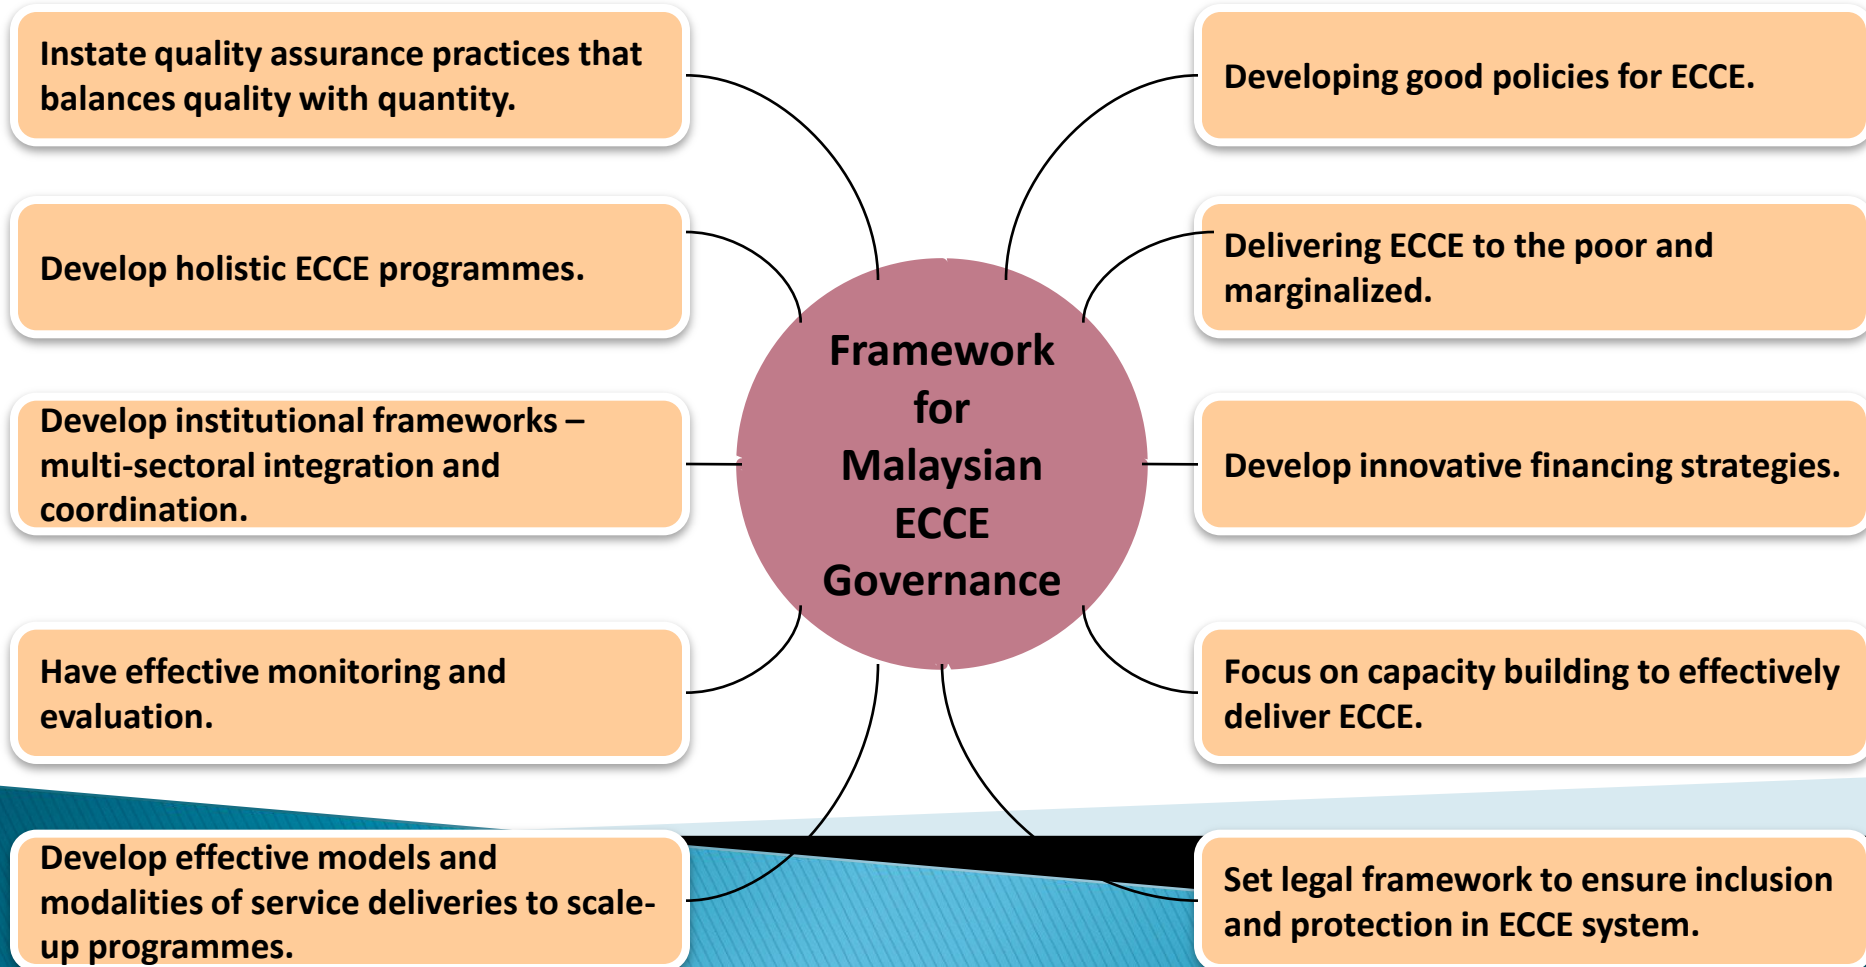 Instate quality assurance practices that
balances quality with quantity.
Develop holistic ECCE programmes.
Develop institutional frameworks –
multi-sectoral integration and
coordination.
Have effective monitoring and
evaluation.
Develop effective models and
modalities of service deliveries to scale-
up programmes.
Framework
for
Malaysian
ECCE
Governance
Developing good policies for ECCE.
Delivering ECCE to the poor and
marginalized.
Develop innovative financing strategies.
Focus on capacity building to effectively
deliver ECCE.
Set legal framework to ensure inclusion
and protection in ECCE system.